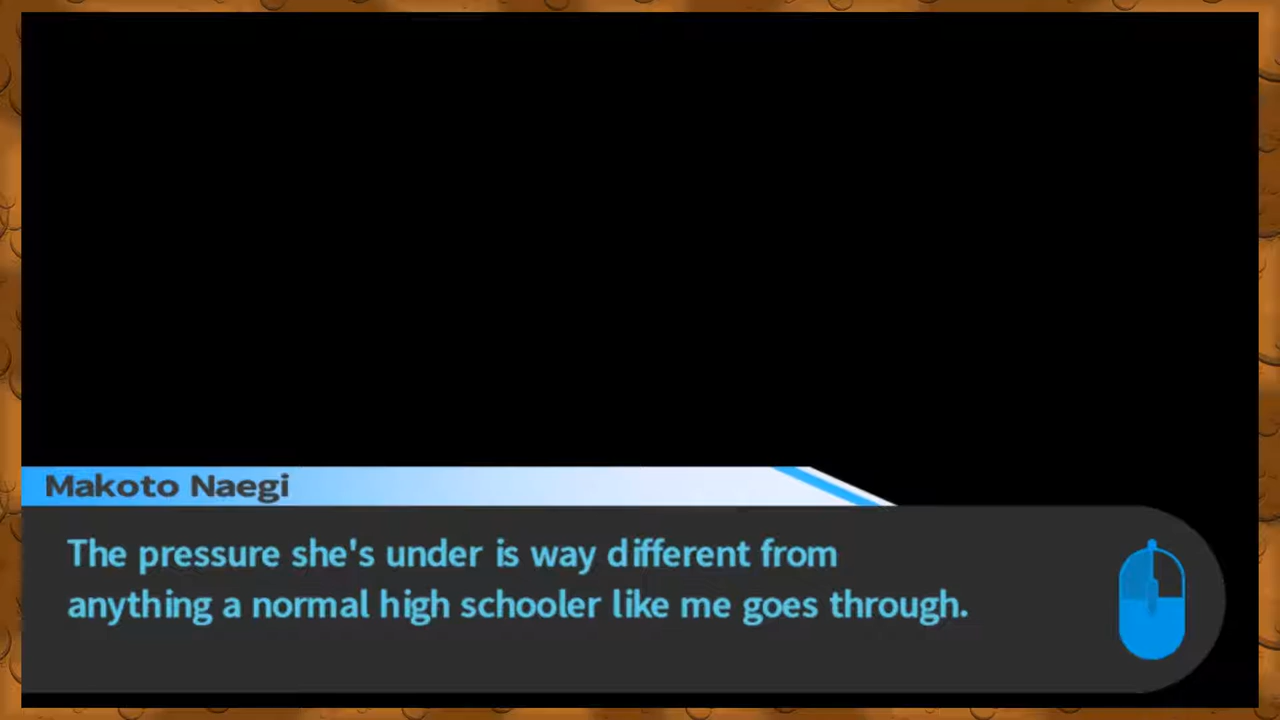 Makoto Naegi
The pressure she's under is way different from
anything a normal high schooler like me goes through.